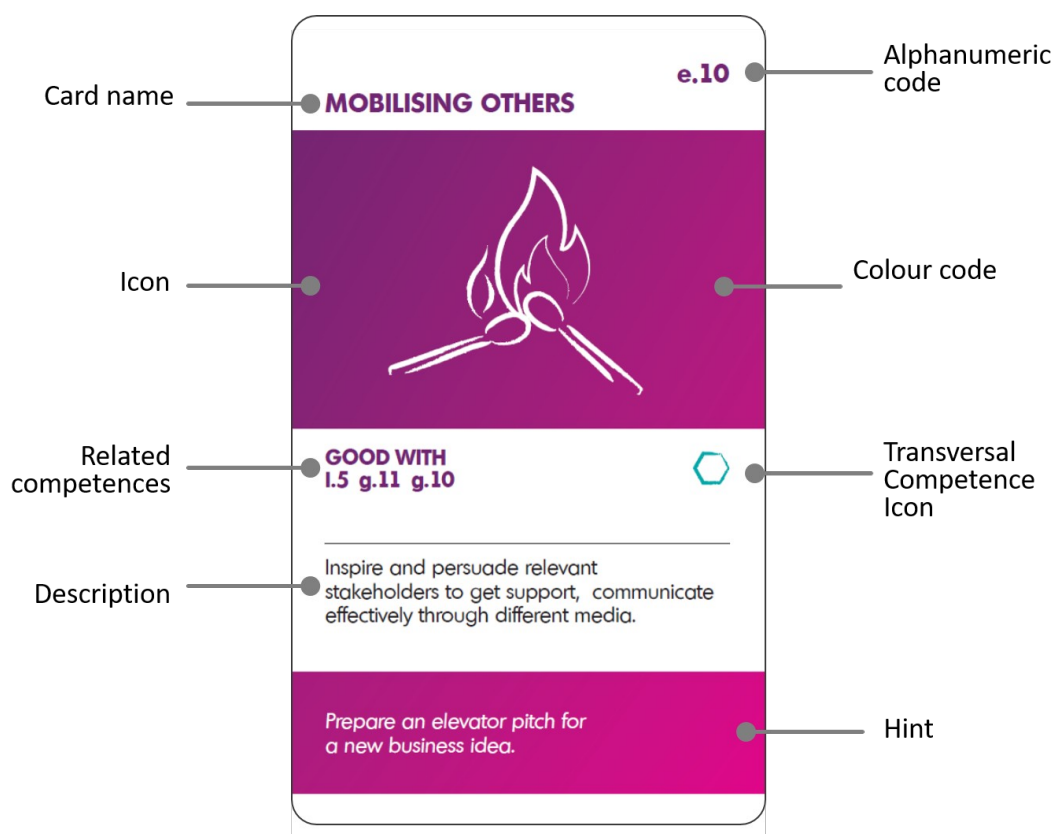 Alphanumeric
code
e.10
Card name
MOBILISING OTHERS
Icon
Colour code
Related
competences
GOOD WITH
l.5 g.11 g.10
Transversal
Competence
Icon
Description
Inspire and persuade relevant
stakeholders to get support, communicate
effectively through different media.
Prepare an elevator pitch for
a new business idea.
Hint